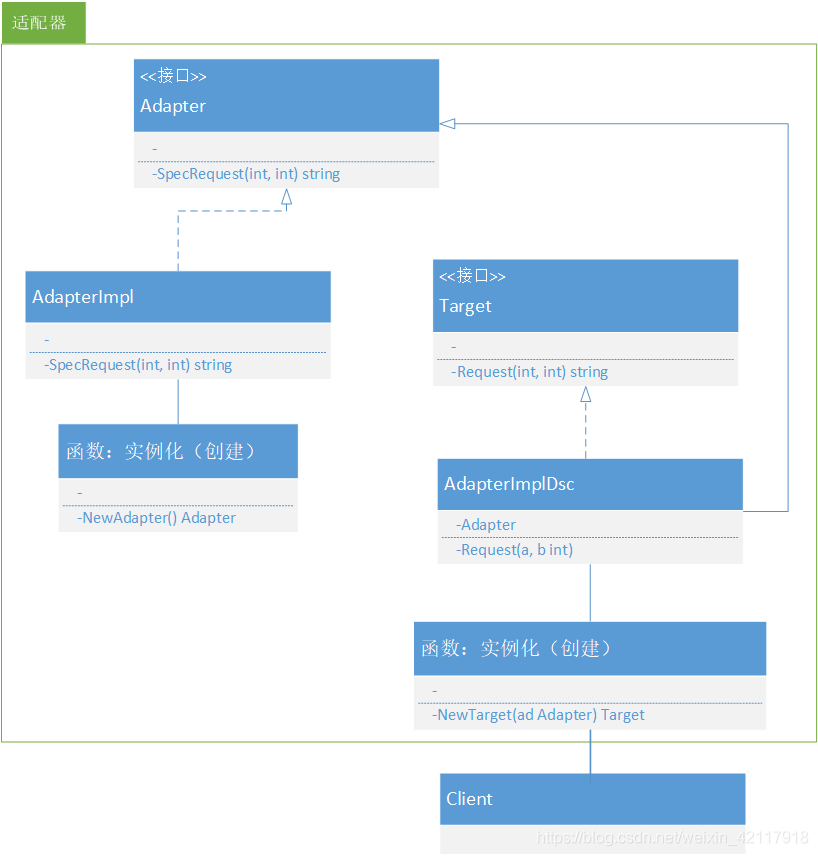 适配器
<<接口>>
Adapter
-
-SpecRequest(int, int) string
AdapterImpl
-
-SpecRequest(int, int) string
函数：实例化（创建）
-
-NewAdapter() Adapter
<<接口>>
Target
-
-Request(int, int) string
AdapterImplDsc
-Adapter
-Request(a, b int)
函数：实例化（创建）
-
-NewTarget(ad Adapter) Target
Client
https://blog.csdn.net/weixin_42117918